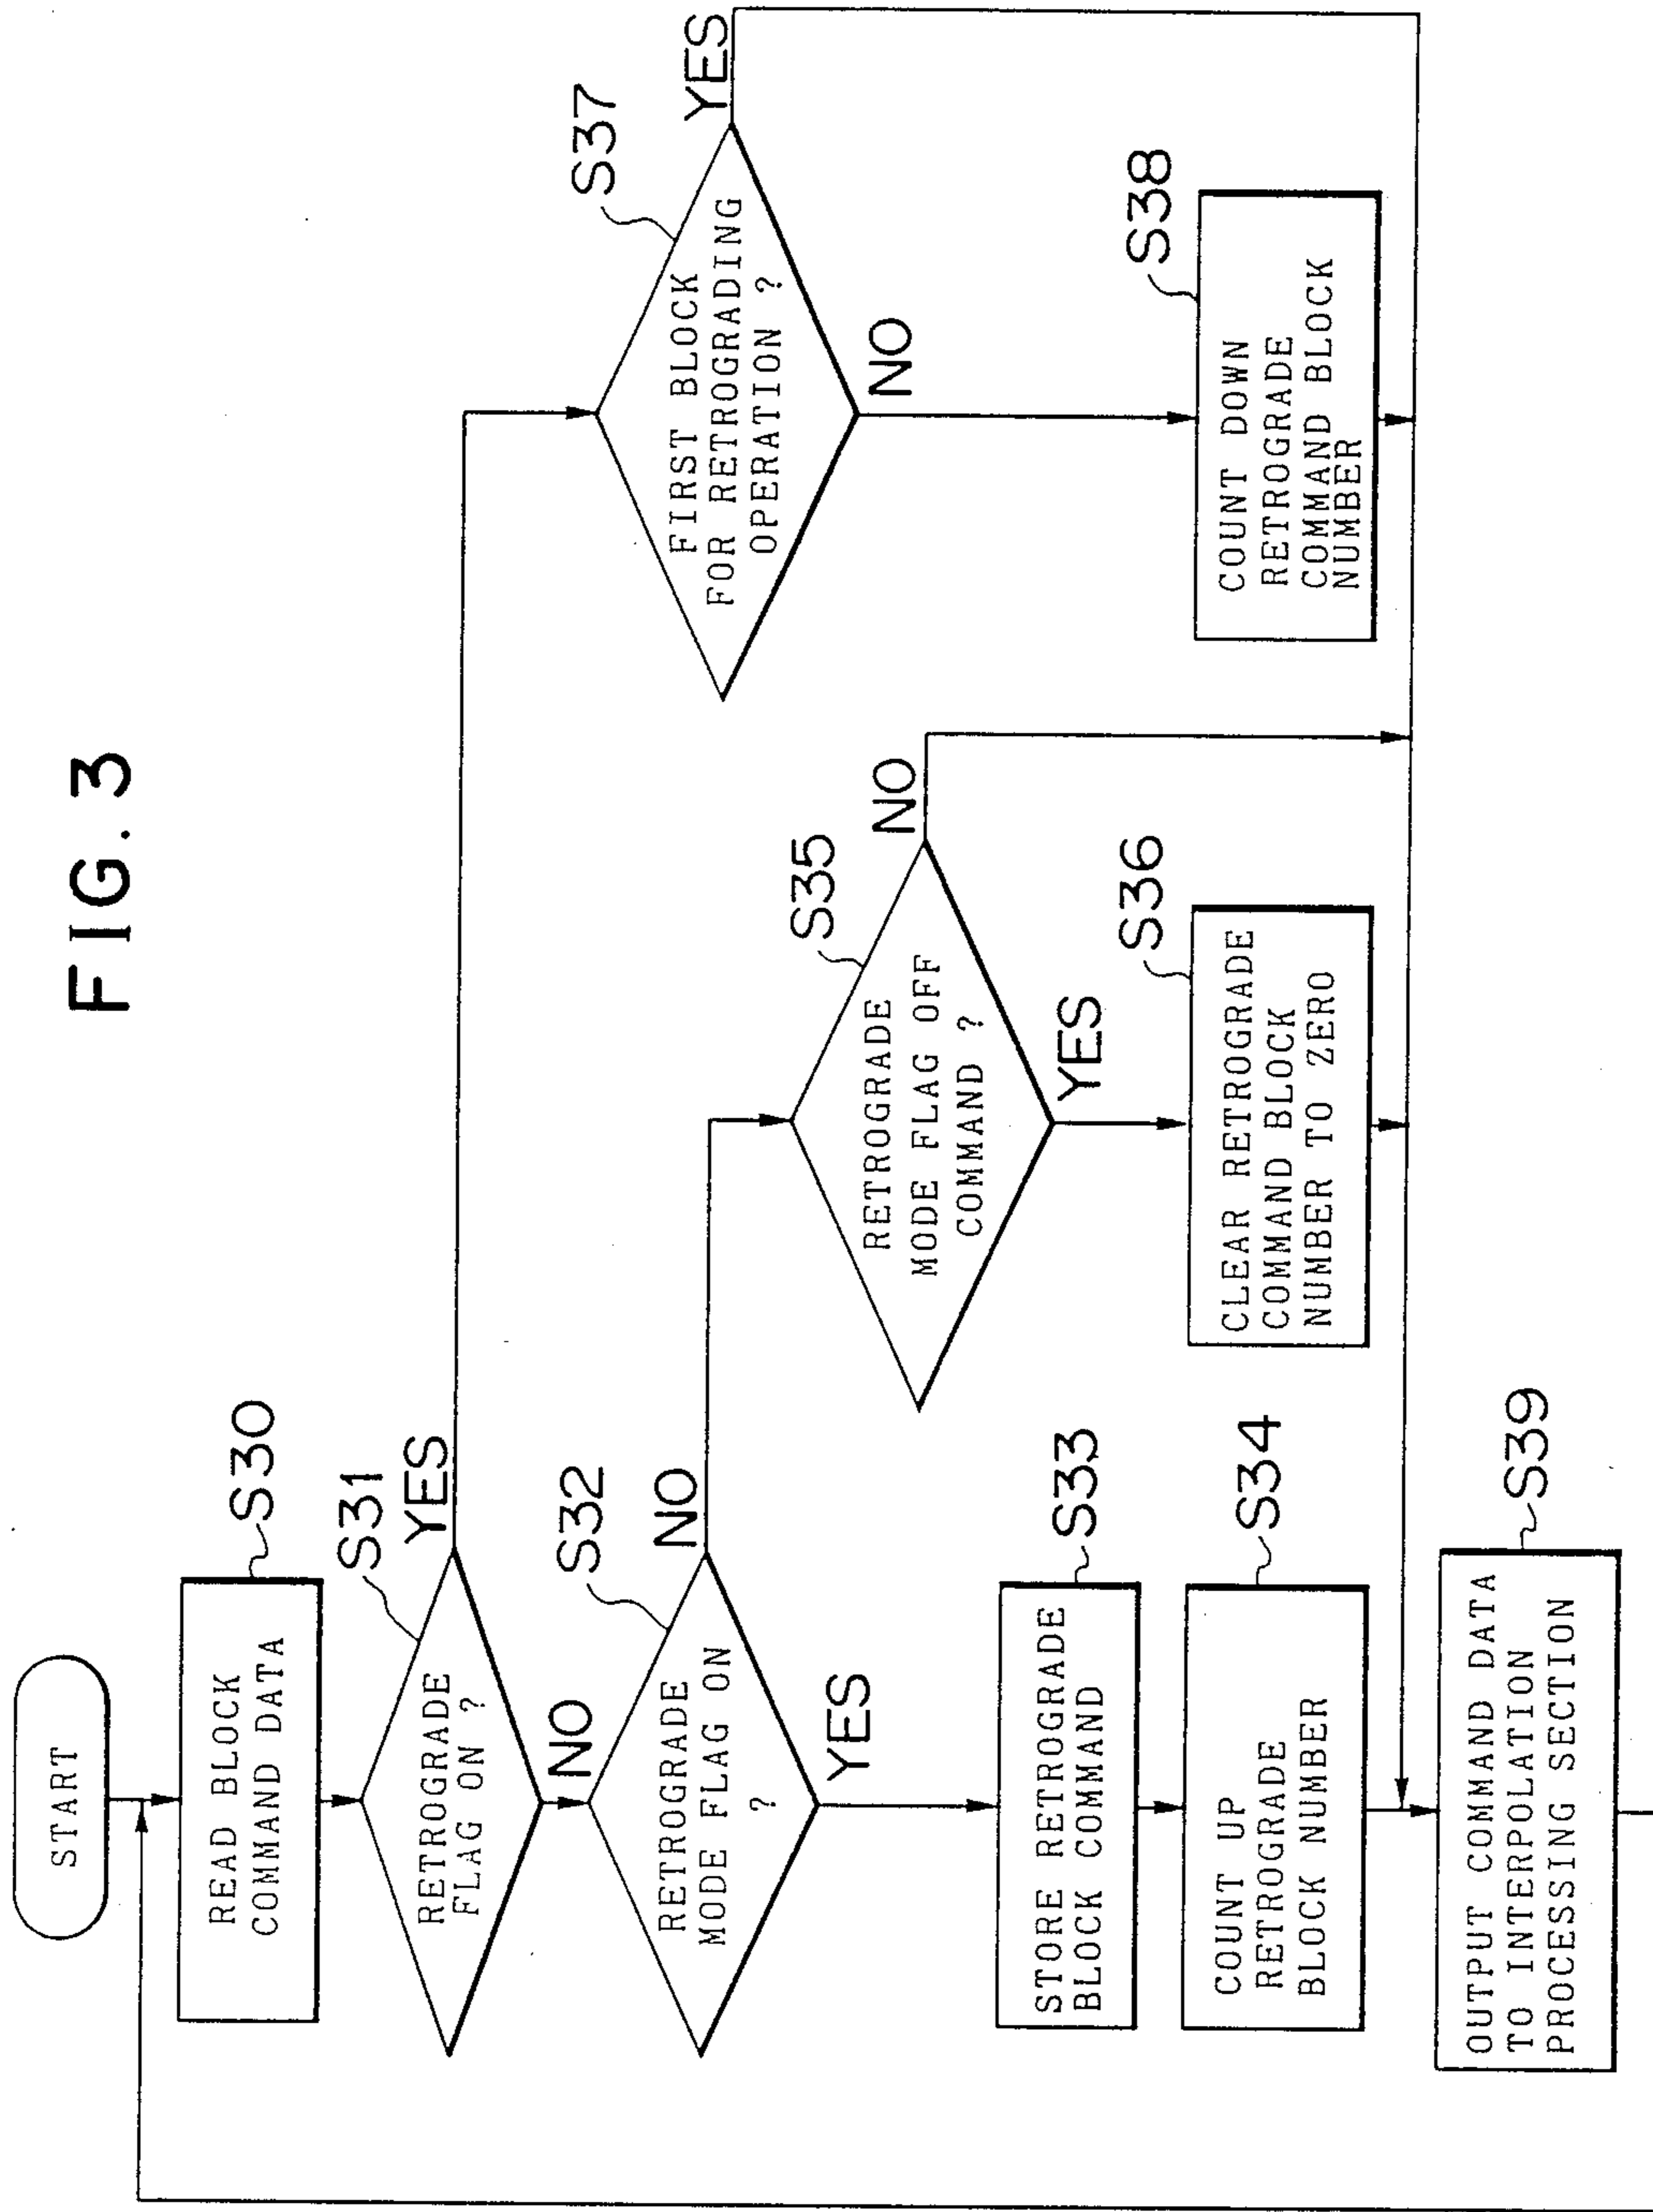 FIG. 3
START
READ BLOCK
COMMAND DATA
S30
RETROGRADE
FLAG ON ?
S31
YES
NO
RETROGRADE
MODE FLAG ON
?
S32
NO
YES
STORE RETROGRADE
BLOCK COMMAND
S33
COUNT UP
RETROGRADE
BLOCK NUMBER
S34
RETROGRADE
MODE FLAG OFF
COMMAND ?
S35
NO
YES
CLEAR RETROGRADE
COMMAND BLOCK
NUMBER TO ZERO
S36
FIRST BLOCK
FOR RETROGRADING
OPERATION ?
S37
YES
NO
COUNT DOWN
RETROGRADE
COMMAND BLOCK
NUMBER
S38
OUTPUT COMMAND DATA
TO INTERPOLATION
PROCESSING SECTION
S39